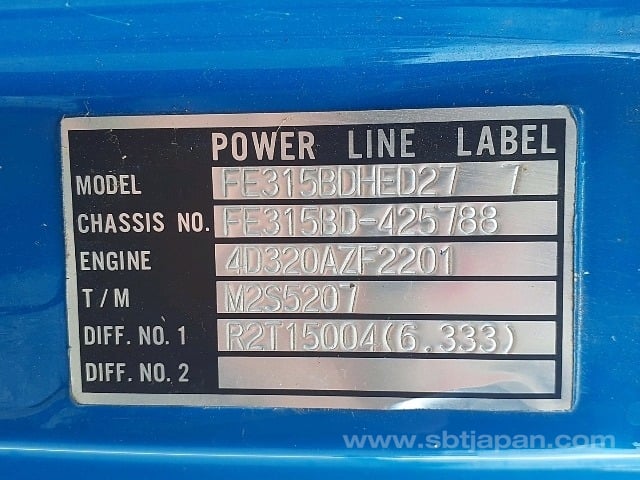 POWER LINE LABEL
MODEL FE315BDHED27 7
CHASSIS NO. FE315BD-425788
ENGINE 4D320AZF2201
T/M M2S5207
DIFF. NO. 1 R2T15004(6.333)
DIFF. NO. 2
www.sbtjapan.com